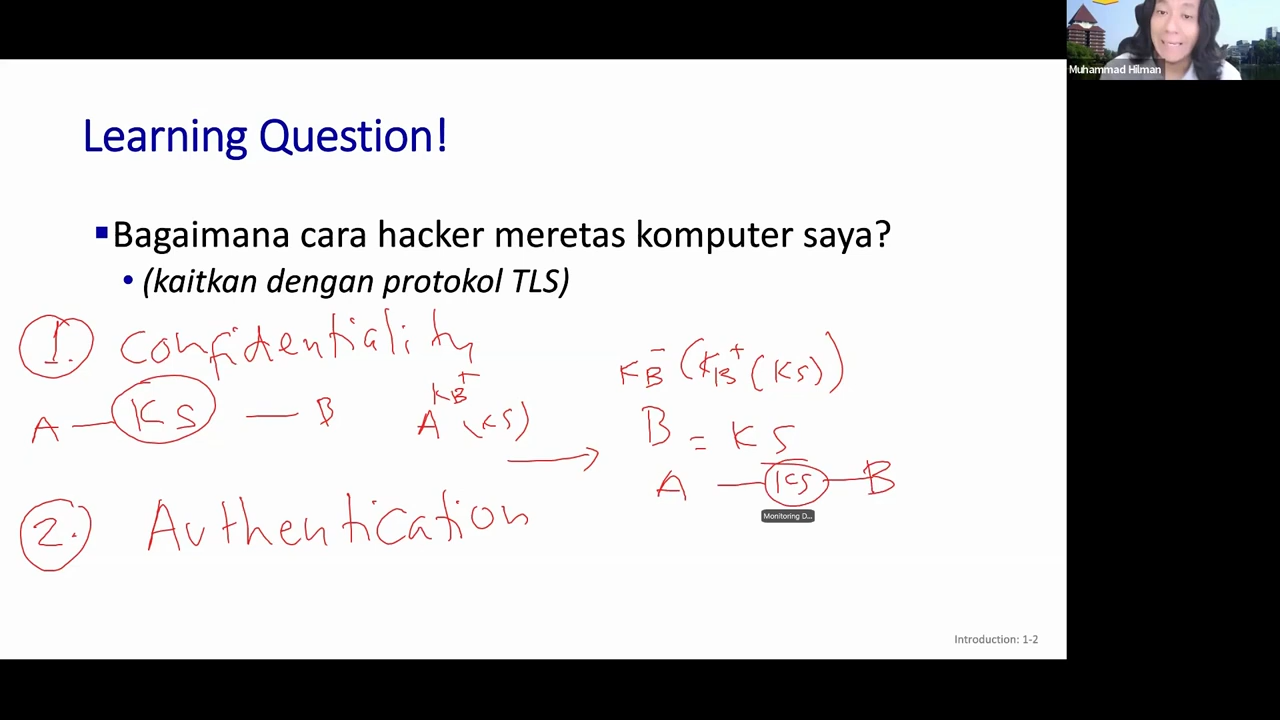 Muhammad Hilman
Learning Question!
Bagaimana cara hacker meretas komputer saya?
(kaitkan dengan protokol TLS)
1. Confidentiality
A — KS — B
KB+
A (KS)
KB- (KB+ (KS))
B = KS
A — KS — B
Monitoring D...
2. Authentication
Introduction: 1-2